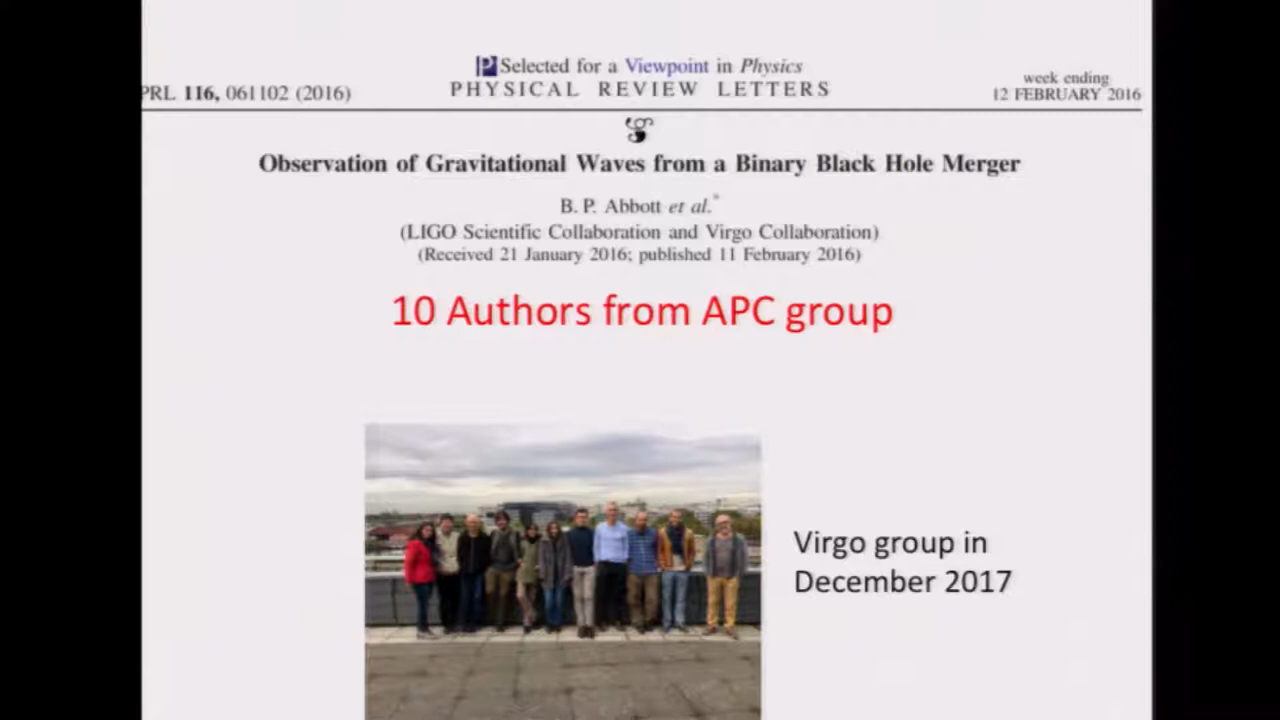 Selected for a Viewpoint in Physics
PRL 116, 061102 (2016)
PHYSICAL REVIEW LETTERS
week ending
12 FEBRUARY 2016
Observation of Gravitational Waves from a Binary Black Hole Merger
B. P. Abbott et al.*
(LIGO Scientific Collaboration and Virgo Collaboration)
(Received 21 January 2016; published 11 February 2016)
10 Authors from APC group
Virgo group in
December 2017